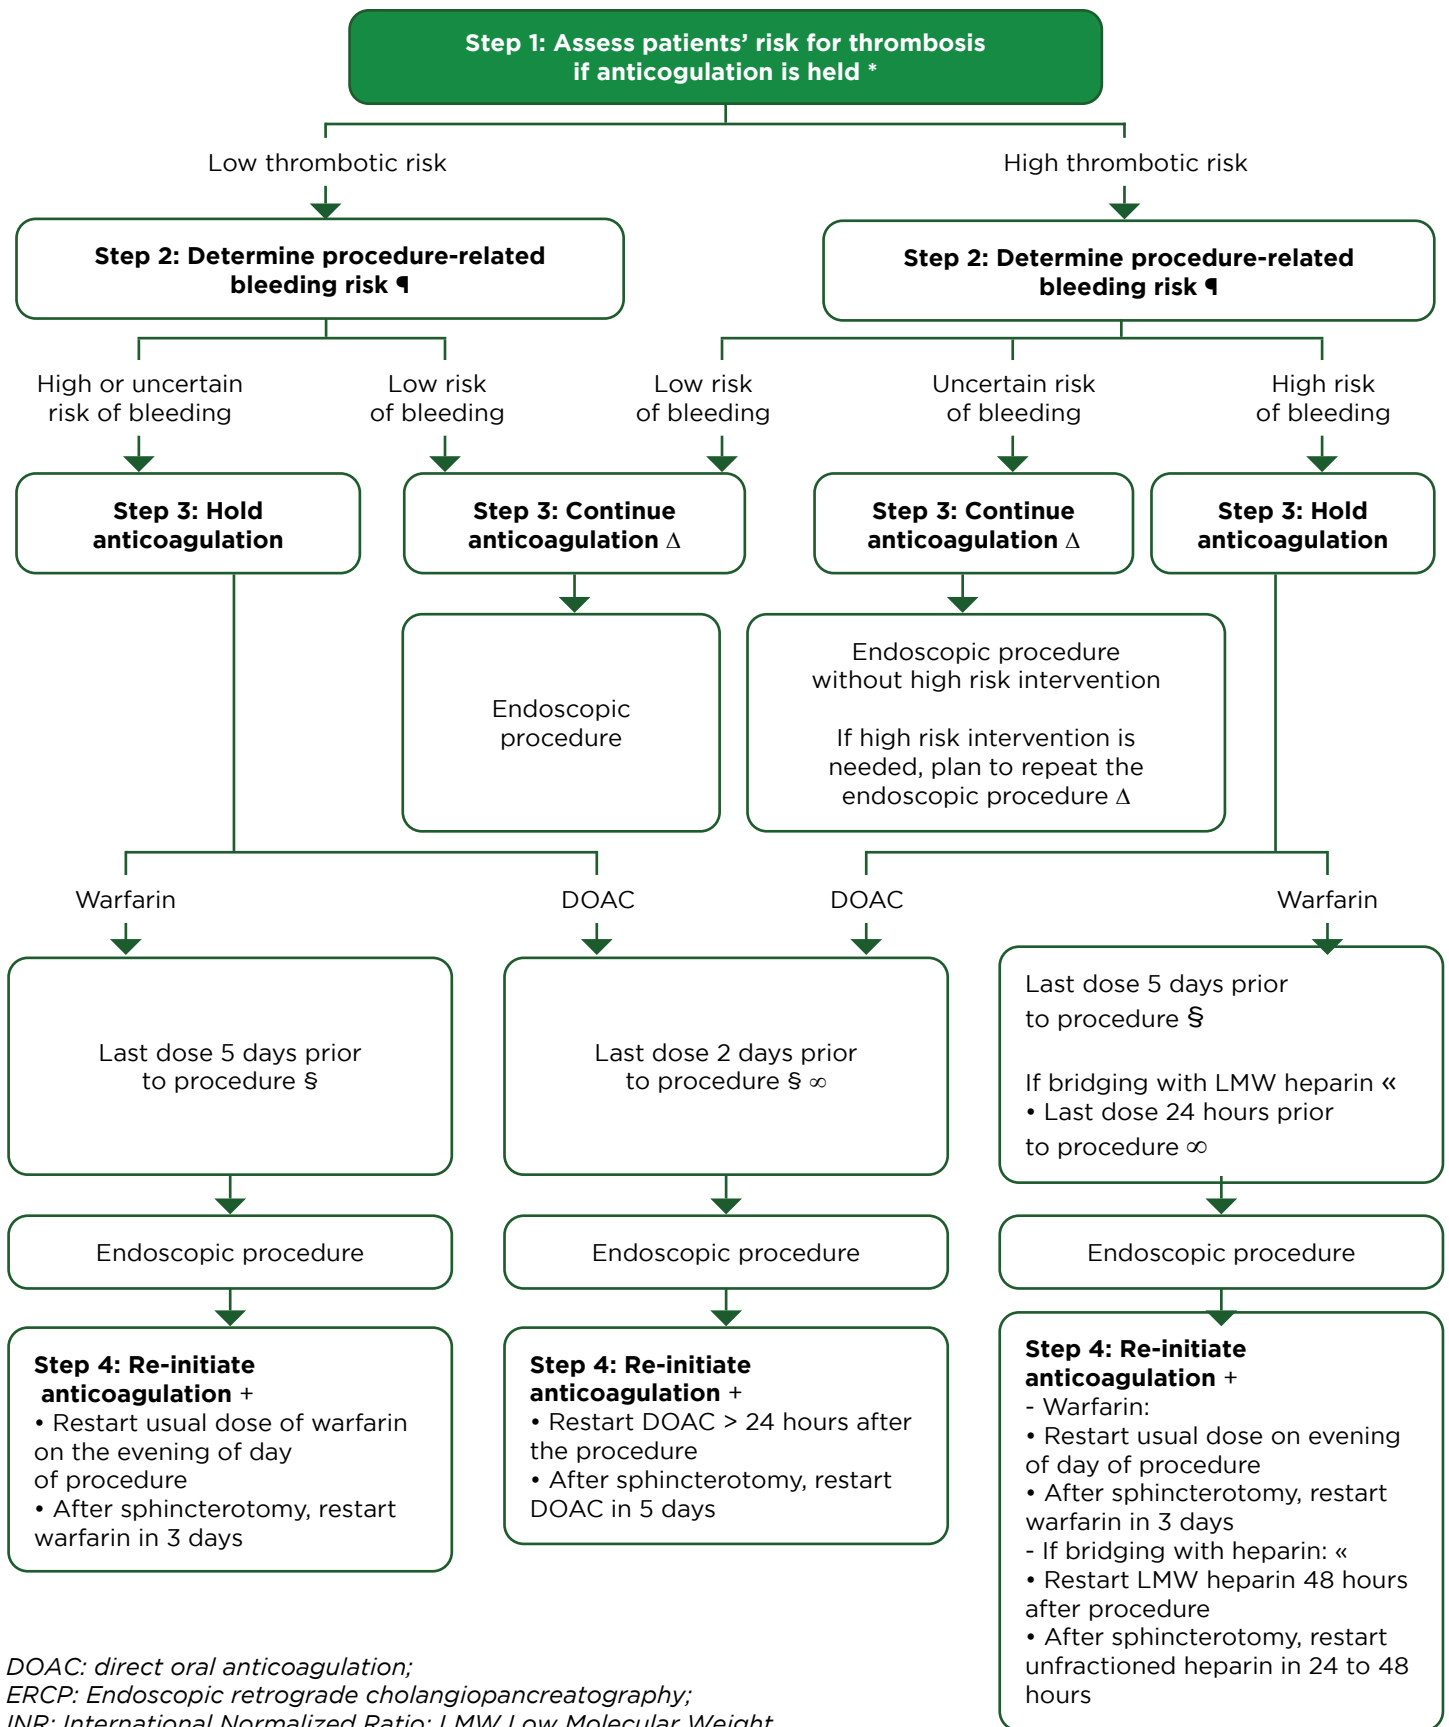 Step 1: Assess patients’ risk for thrombosis
if anticogulation is held *
Low thrombotic risk
High thrombotic risk
Step 2: Determine procedure-related
bleeding risk ¶
Step 2: Determine procedure-related
bleeding risk ¶
High or uncertain
risk of bleeding
Low risk
of bleeding
Low risk
of bleeding
Uncertain risk
of bleeding
High risk
of bleeding
Step 3: Hold
anticoagulation
Step 3: Continue
anticoagulation Δ
Step 3: Continue
anticoagulation Δ
Step 3: Hold
anticoagulation
Endoscopic
procedure
Endoscopic procedure
without high risk intervention
If high risk intervention is
needed, plan to repeat the
endoscopic procedure Δ
Warfarin
DOAC
DOAC
Warfarin
Last dose 5 days prior
to procedure §
Last dose 2 days prior
to procedure § ∞
Last dose 5 days prior
to procedure §
If bridging with LMW heparin «
• Last dose 24 hours prior
to procedure ∞
Endoscopic procedure
Endoscopic procedure
Endoscopic procedure
Step 4: Re-initiate
anticoagulation +
• Restart usual dose of warfarin
on the evening of day
of procedure
• After sphincterotomy, restart
warfarin in 3 days
Step 4: Re-initiate
anticoagulation +
• Restart DOAC > 24 hours after
the procedure
• After sphincterotomy, restart
DOAC in 5 days
Step 4: Re-initiate
anticoagulation +
- Warfarin:
• Restart usual dose on evening
of day of procedure
• After sphincterotomy, restart
warfarin in 3 days
- If bridging with heparin: «
• Restart LMW heparin 48 hours
after procedure
• After sphincterotomy, restart
unfractioned heparin in 24 to 48
hours
DOAC: direct oral anticoagulation;
ERCP: Endoscopic retrograde cholangiopancreatography;
INR: International Normalized Ratio; LMW Low Molecular Weight